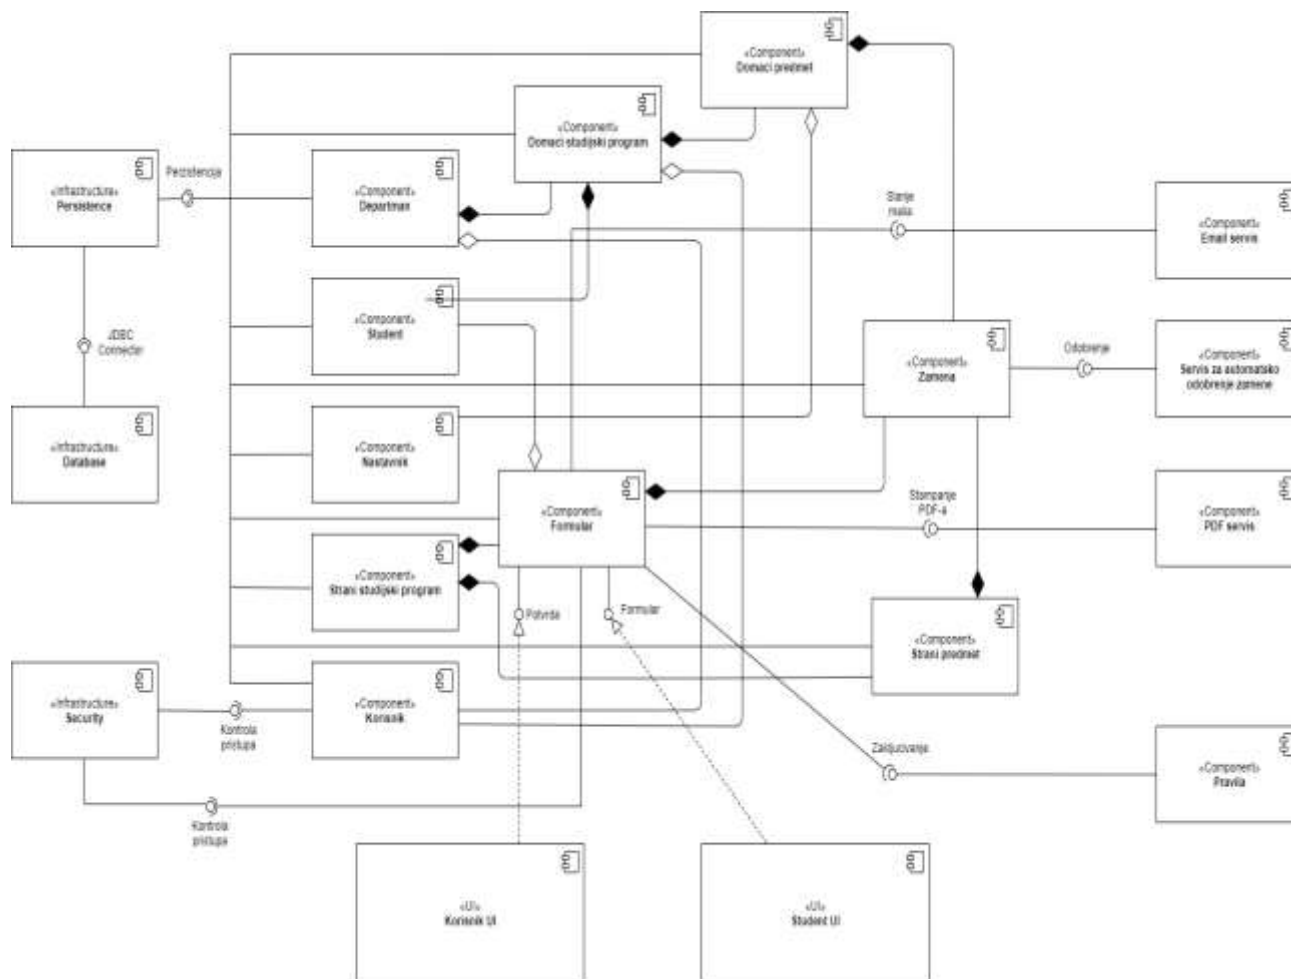 «Component»
Domaci predmet
«Component»
Domaci studijski program
«Infrastructure»
Persistence
Perzistencija
«Component»
Departman
Stanje
maila
«Component»
Email servis
«Component»
Student
JDBC
Connector
«Component»
Zamena
Odobrenje
«Component»
Servis za automatsko
odobrenje zamene
«Infrastructure»
Database
«Component»
Nastavnik
«Component»
Formular
Stampanje
PDF-a
«Component»
PDF servis
«Component»
Strani studijski program
Potvrda
Formular
«Component»
Strani predmet
«Infrastructure»
Security
Kontrola
pristupa
«Component»
Korisnik
Zakljucivanje
«Component»
Pravila
Kontrola
pristupa
«UI»
Korisnik UI
«UI»
Student UI